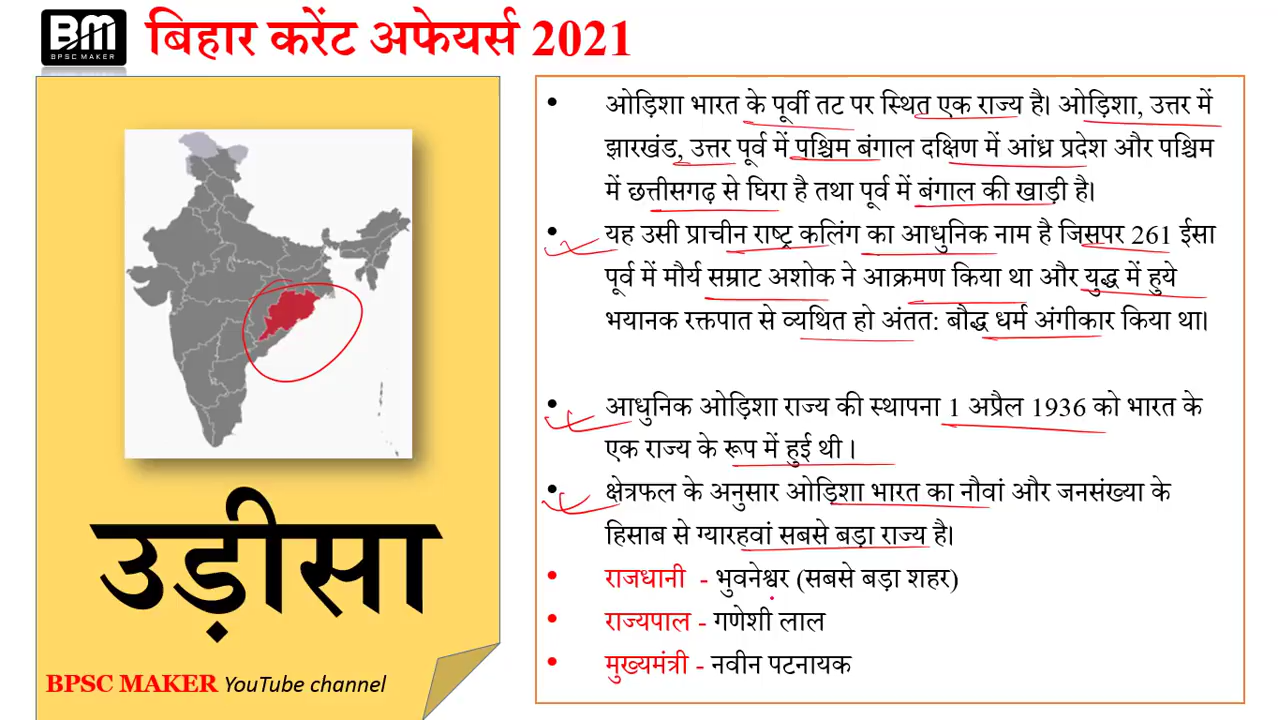 BM
BPSC MAKER
बिहार करेंट अफेयर्स 2021
• ओड़िशा भारत के पूर्वी तट पर स्थित एक राज्य है। ओड़िशा, उत्तर में
झारखंड, उत्तर पूर्व में पश्चिम बंगाल दक्षिण में आंध्र प्रदेश और पश्चिम
में छत्तीसगढ़ से घिरा है तथा पूर्व में बंगाल की खाड़ी है।
• यह उसी प्राचीन राष्ट्र कलिंग का आधुनिक नाम है जिसपर 261 ईसा
पूर्व में मौर्य सम्राट अशोक ने आक्रमण किया था और युद्ध में हुये
भयानक रक्तपात से व्यथित हो अंतत: बौद्ध धर्म अंगीकार किया था।
• आधुनिक ओड़िशा राज्य की स्थापना 1 अप्रैल 1936 को भारत के
एक राज्य के रूप में हुई थी ।
• क्षेत्रफल के अनुसार ओड़िशा भारत का नौवां और जनसंख्या के
हिसाब से ग्यारहवां सबसे बड़ा राज्य है।
• राजधानी - भुवनेश्वर (सबसे बड़ा शहर)
• राज्यपाल - गणेशी लाल
• मुख्यमंत्री - नवीन पटनायक
उड़ीसा
BPSC MAKER YouTube channel